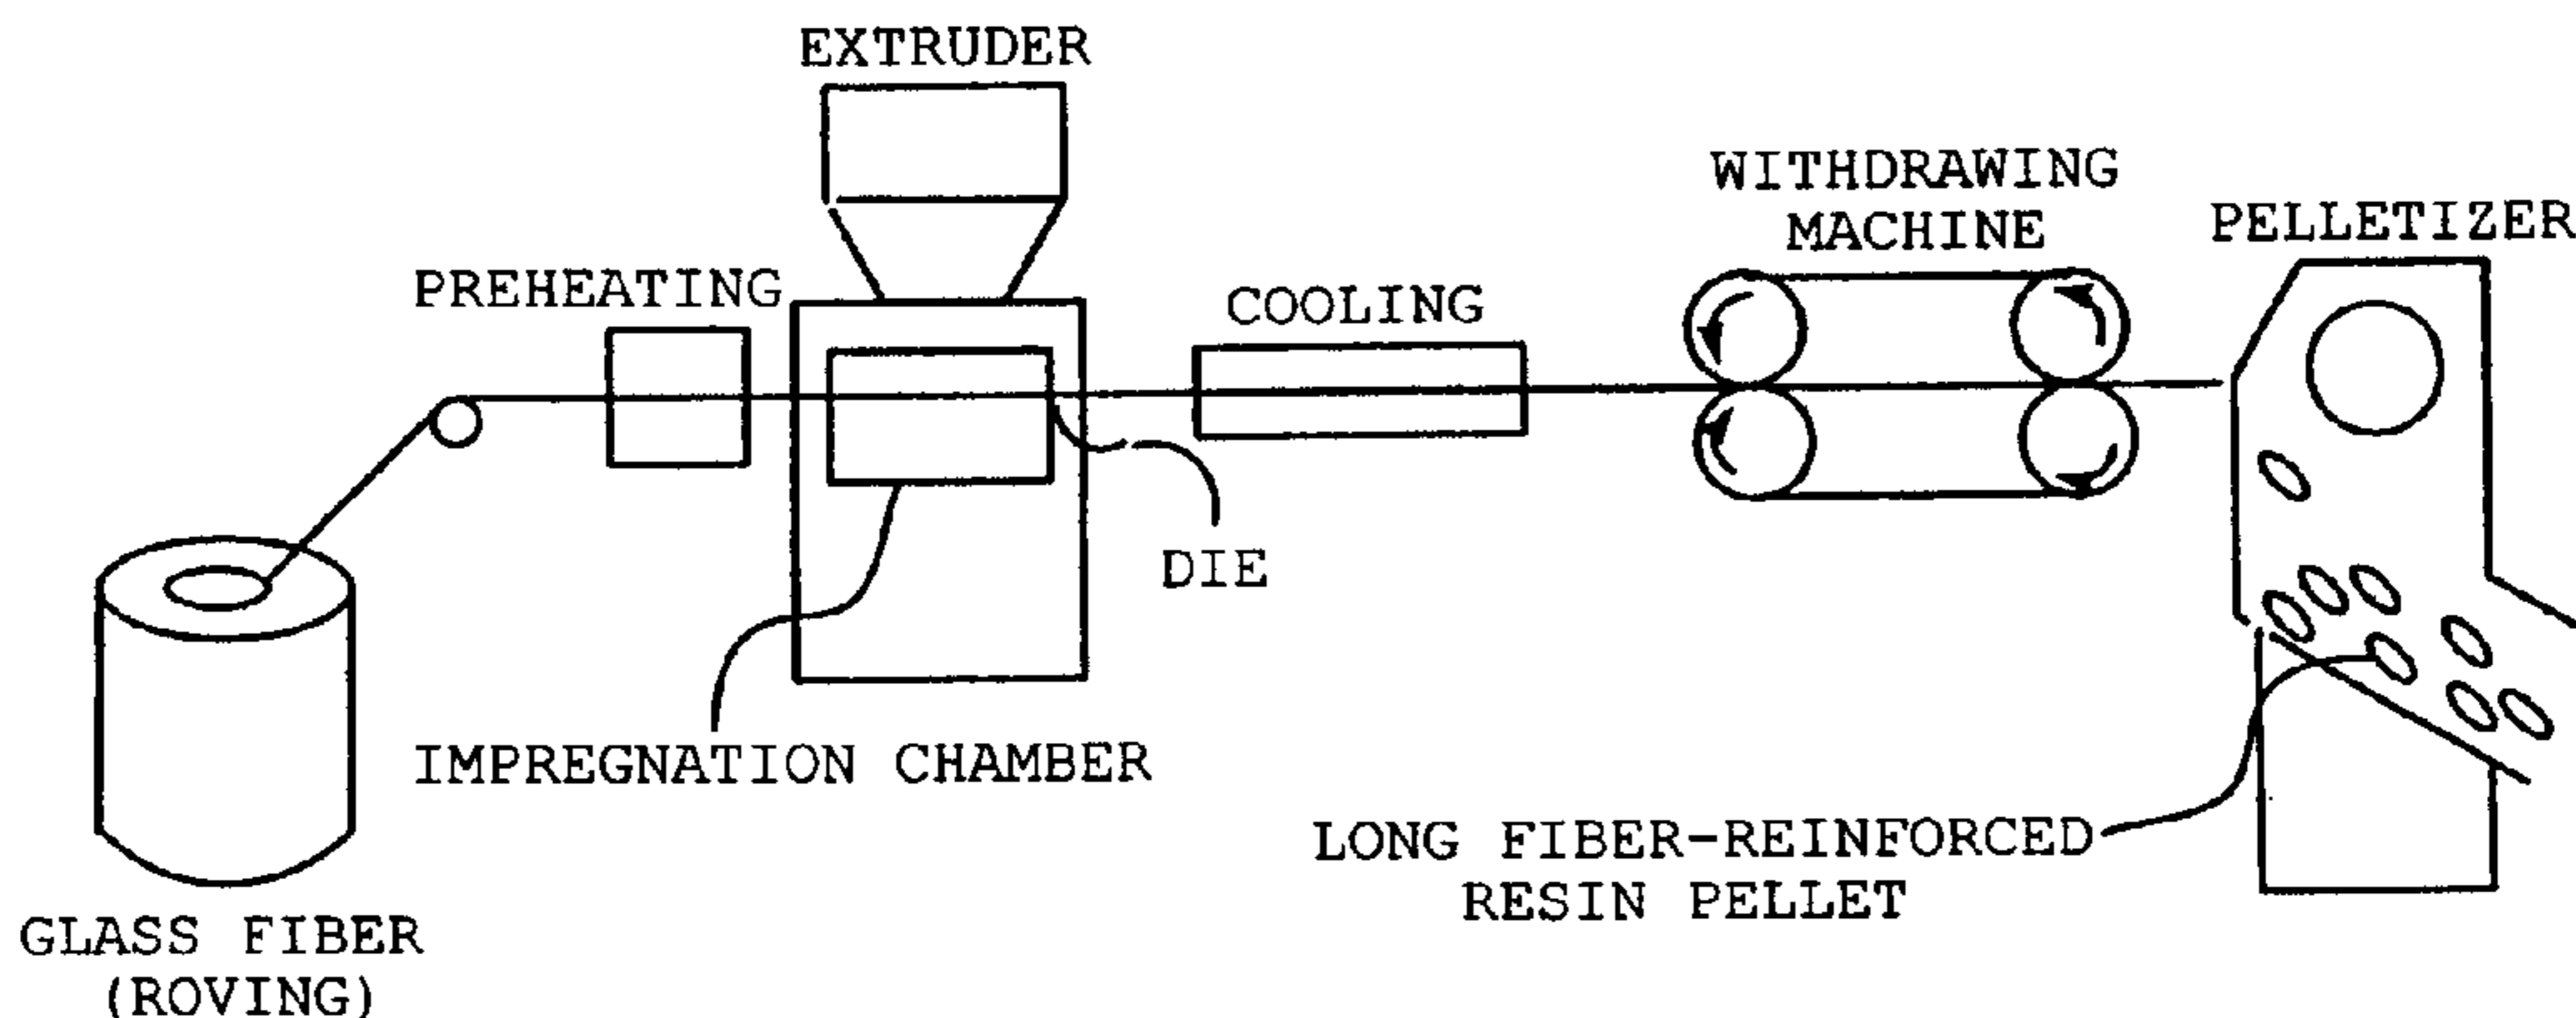 EXTRUDER
WITHDRAWING
MACHINE
PELLETIZER
PREHEATING
COOLING
DIE
IMPREGNATION CHAMBER
LONG FIBER-REINFORCED
RESIN PELLET
GLASS FIBER
(ROVING)